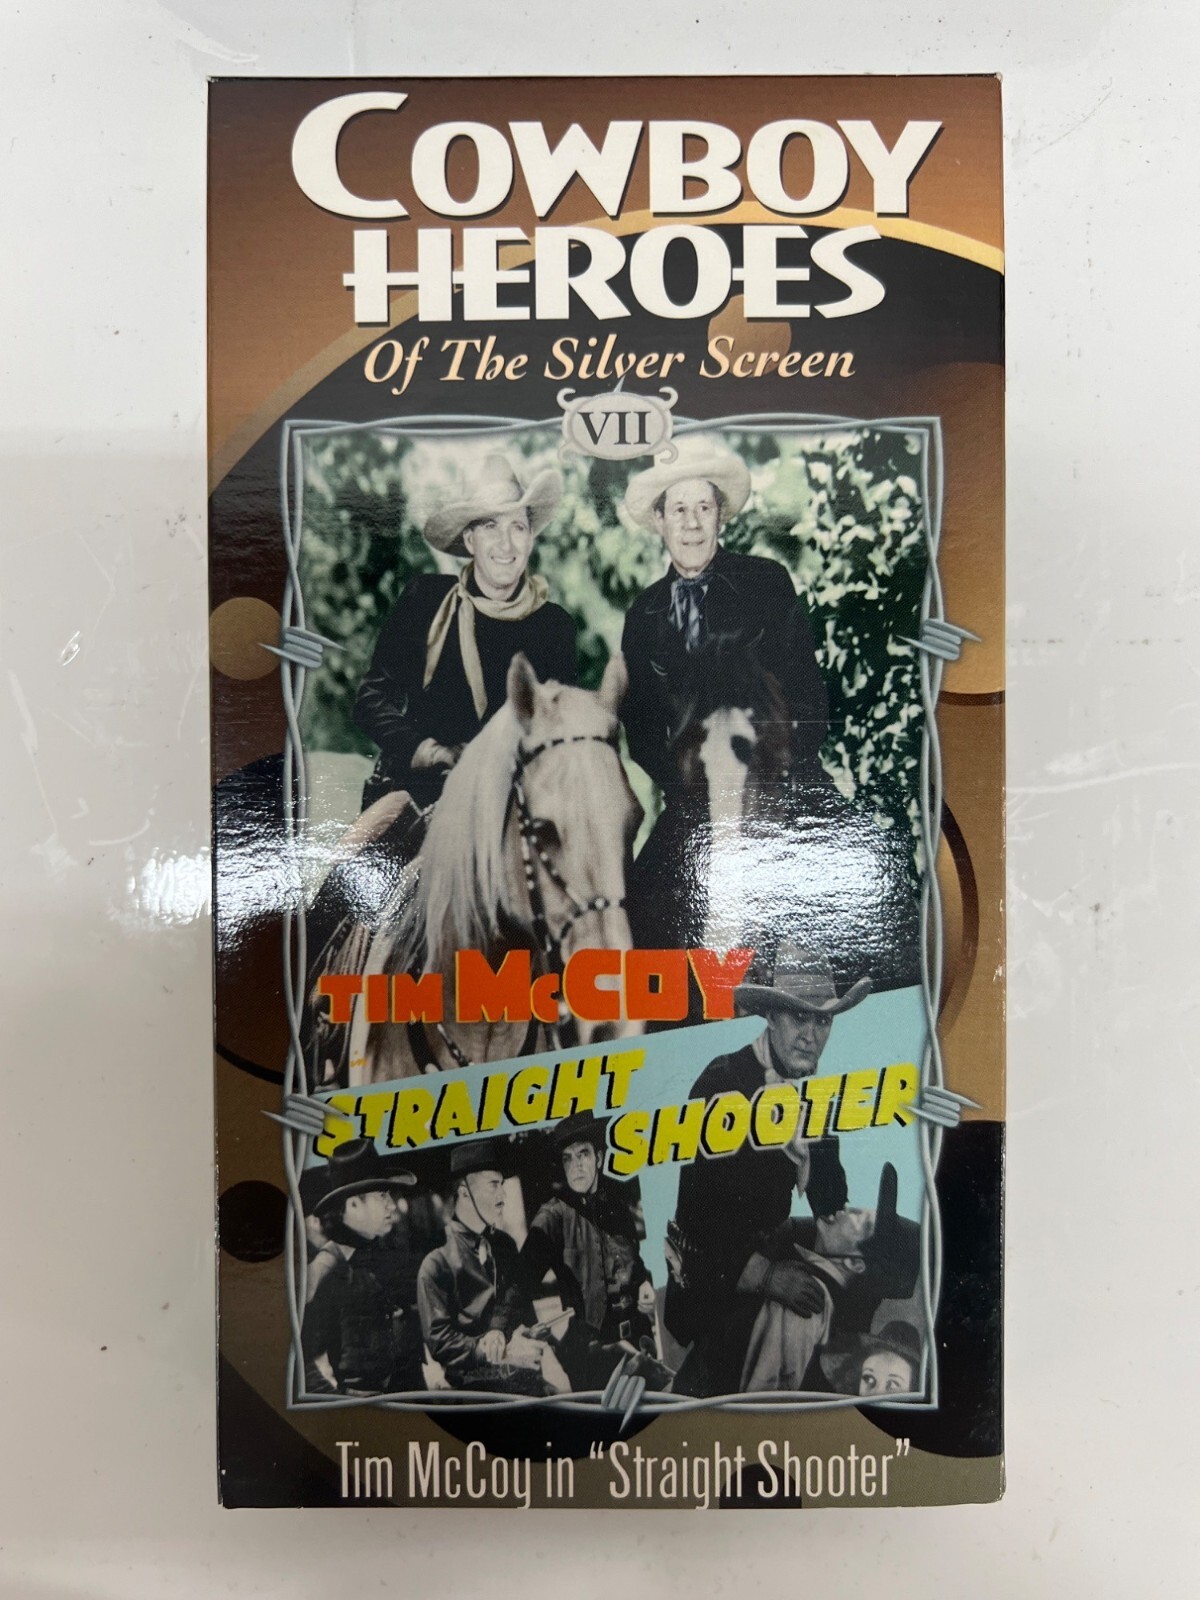 COWBOY
HEROES
Of The Silver Screen
VII
TIM McCOY
STRAIGHT
SHOOTER
Tim McCoy in “Straight Shooter”